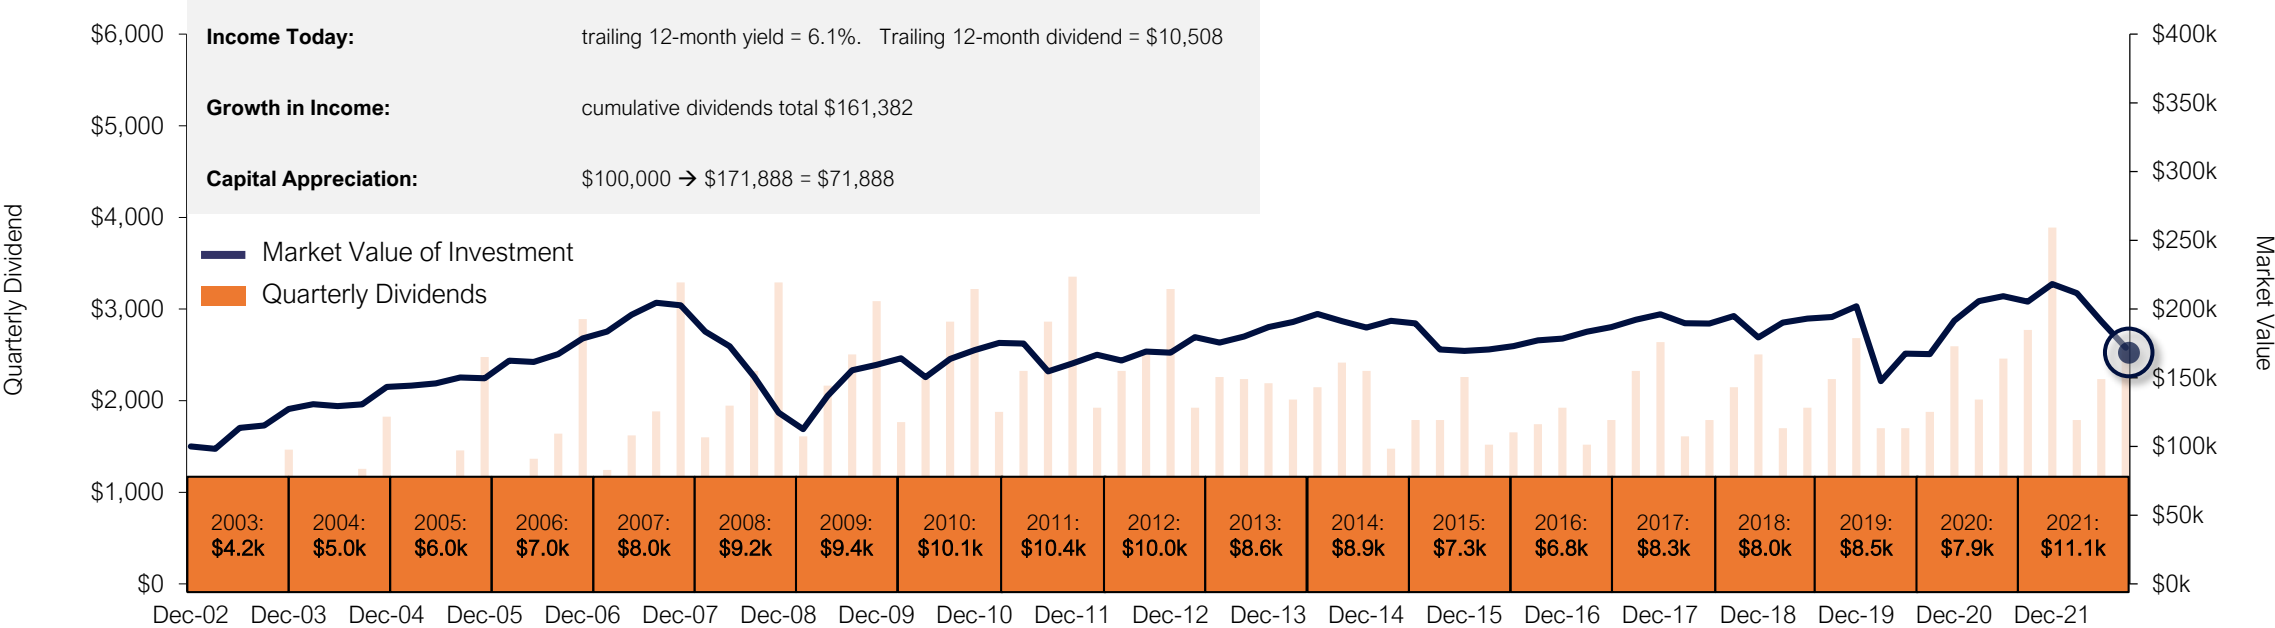 Income Today: trailing 12-month yield = 6.1%. Trailing 12-month dividend = $10,508
Growth in Income: cumulative dividends total $161,382
Capital Appreciation: $100,000 → $171,888 = $71,888
Market Value of Investment
Quarterly Dividends
Quarterly Dividend
$6,000
$5,000
$4,000
$3,000
$2,000
$1,000
$0
$400k
$350k
$300k
$250k
$200k
$150k
$100k
$50k
$0k
Market Value
2003: 2004: 2005: 2006: 2007: 2008: 2009: 2010: 2011: 2012: 2013: 2014: 2015: 2016: 2017: 2018: 2019: 2020: 2021:
$4.2k $5.0k $6.0k $7.0k $8.0k $9.2k $9.4k $10.1k $10.4k $10.0k $8.6k $8.9k $7.3k $6.8k $8.3k $8.0k $8.5k $7.9k $11.1k
Dec-02 Dec-03 Dec-04 Dec-05 Dec-06 Dec-07 Dec-08 Dec-09 Dec-10 Dec-11 Dec-12 Dec-13 Dec-14 Dec-15 Dec-16 Dec-17 Dec-18 Dec-19 Dec-20 Dec-21